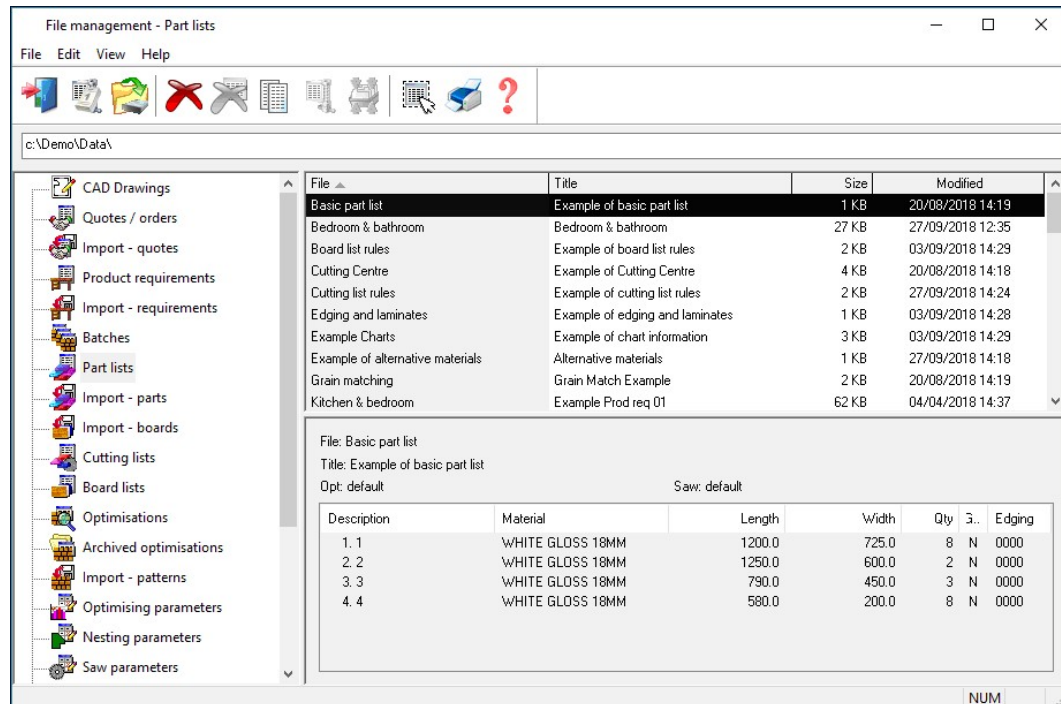 File management - Part lists
File Edit View Help
c:\Demo\Data\
CAD Drawings
Quotes / orders
Import - quotes
Product requirements
Import - requirements
Batches
Part lists
Import - parts
Import - boards
Cutting lists
Board lists
Optimisations
Archived optimisations
Import - patterns
Optimising parameters
Nesting parameters
Saw parameters
File Title Size Modified
Basic part list Example of basic part list 1 KB 20/08/2018 14:19
Bedroom & bathroom Bedroom & bathroom 27 KB 27/09/2018 12:35
Board list rules Example of board list rules 2 KB 03/09/2018 14:29
Cutting Centre Example of Cutting Centre 4 KB 20/08/2018 14:18
Cutting list rules Example of cutting list rules 2 KB 27/09/2018 14:24
Edging and laminates Example of edging and laminates 1 KB 03/09/2018 14:28
Example Charts Example of chart information 3 KB 03/09/2018 14:29
Example of alternative materials Alternative materials 1 KB 27/09/2018 14:18
Grain matching Grain Match Example 2 KB 20/08/2018 14:19
Kitchen & bedroom Example Prod req 01 62 KB 04/04/2018 14:37
File: Basic part list
Title: Example of basic part list
Opt: default Saw: default
Description Material Length Width Qty G.. Edging
1. 1 WHITE GLOSS 18MM 1200.0 725.0 8 N 0000
2. 2 WHITE GLOSS 18MM 1250.0 600.0 2 N 0000
3. 3 WHITE GLOSS 18MM 790.0 450.0 3 N 0000
4. 4 WHITE GLOSS 18MM 580.0 200.0 8 N 0000
NUM